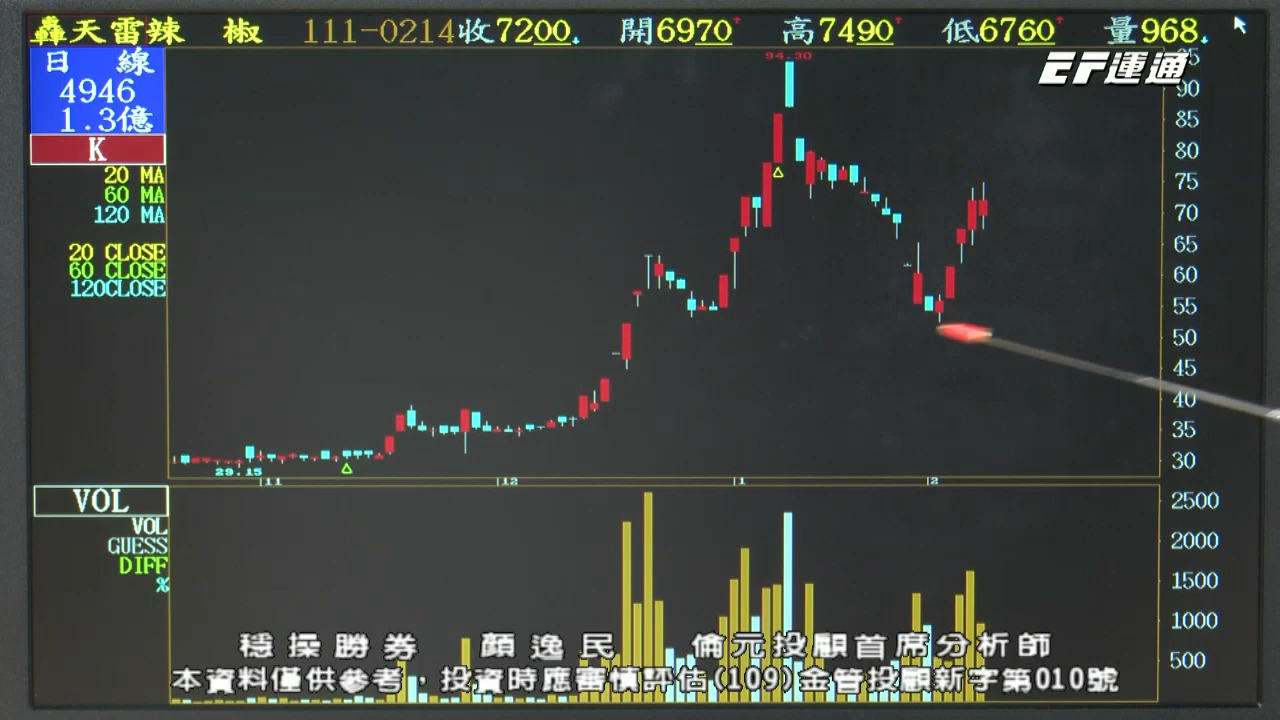 轟天雷辣 椒 111-0214收7200 開6970 高7490 低6760 量968
EF運通
日 線
4946
1.3億
K
20 MA
60 MA
120 MA
20 CLOSE
60 CLOSE
120CLOSE
94.30
29.15
95
90
85
80
75
70
65
60
55
50
45
40
35
30
11 12 1 2
VOL
VOL
GUESS
DIFF
%
2500
2000
1500
1000
500
穩操勝券 顏逸民 倫元投顧首席分析師
本資料僅供參考，投資時應審慎評估(109)金管投顧新字第010號